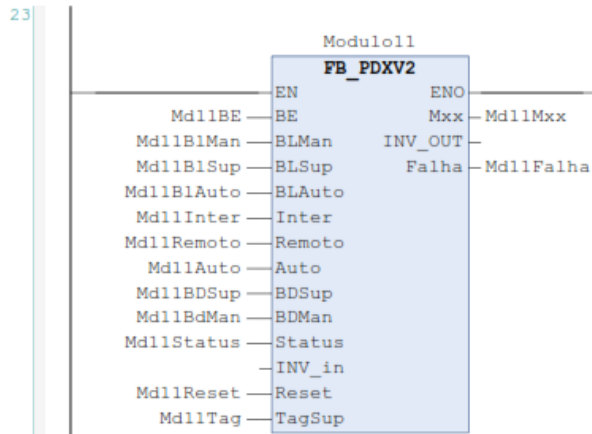 23
Modulo11
FB_PDXV2
EN ENO
Md11BE BE Mxx Md11Mxx
Md11BlMan BLMan INV_OUT
Md11BlSup BLSup Falha Md11Falha
Md11BlAuto BLAuto
Md11Inter Inter
Md11Remoto Remoto
Md11Auto Auto
Md11BDSup BDSup
Md11BdMan BDMan
Md11Status Status
INV_in
Md11Reset Reset
Md11Tag TagSup